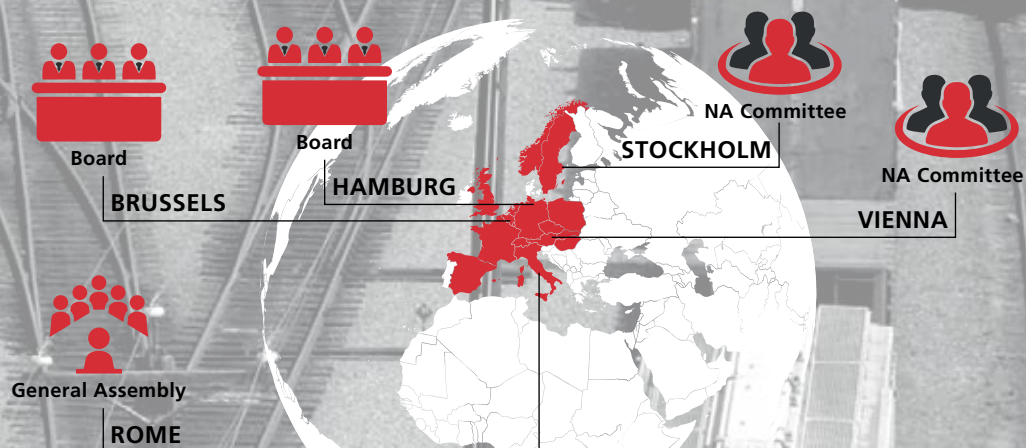 Board
BRUSSELS
Board
HAMBURG
NA Committee
STOCKHOLM
NA Committee
VIENNA
General Assembly
ROME